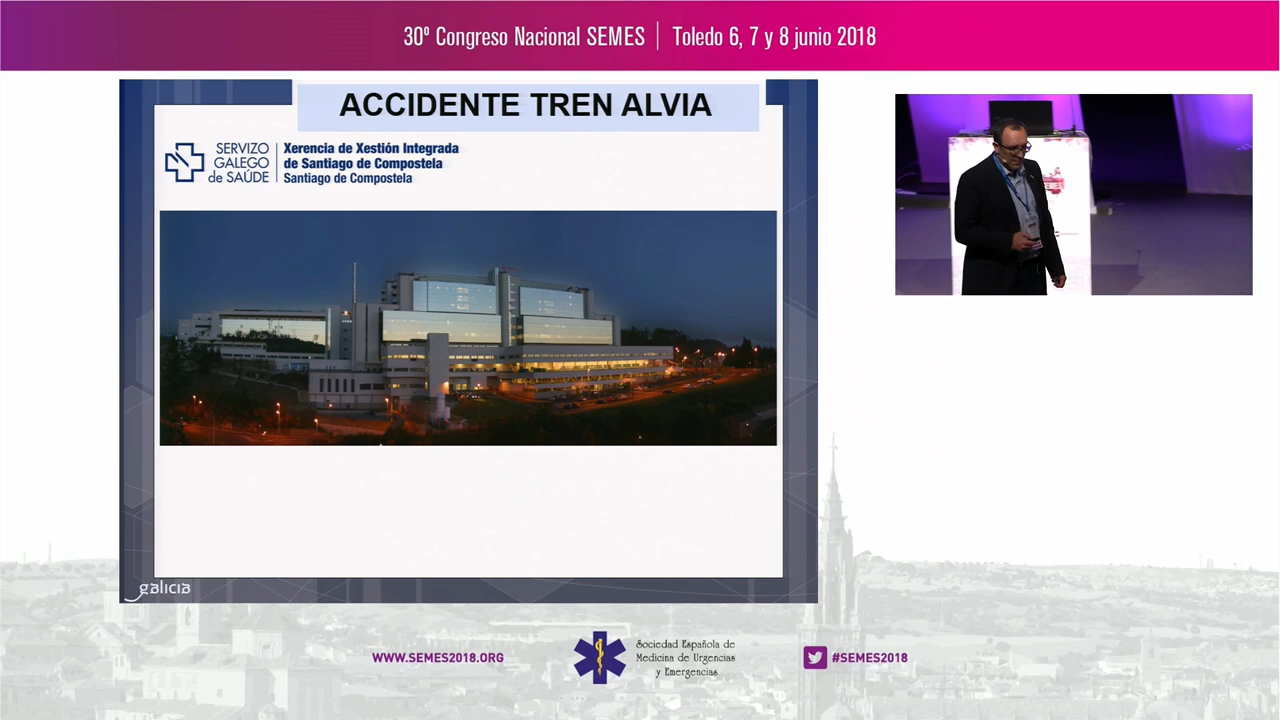 30º Congreso Nacional SEMES | Toledo 6, 7 y 8 junio 2018
ACCIDENTE TREN ALVIA
SERVIZO
GALEGO
de SAÚDE
Xerencia de Xestión Integrada
de Santiago de Compostela
Santiago de Compostela
galicia
WWW.SEMES2018.ORG
Sociedad Española de
Medicina de Urgencias
y Emergencias
#SEMES2018